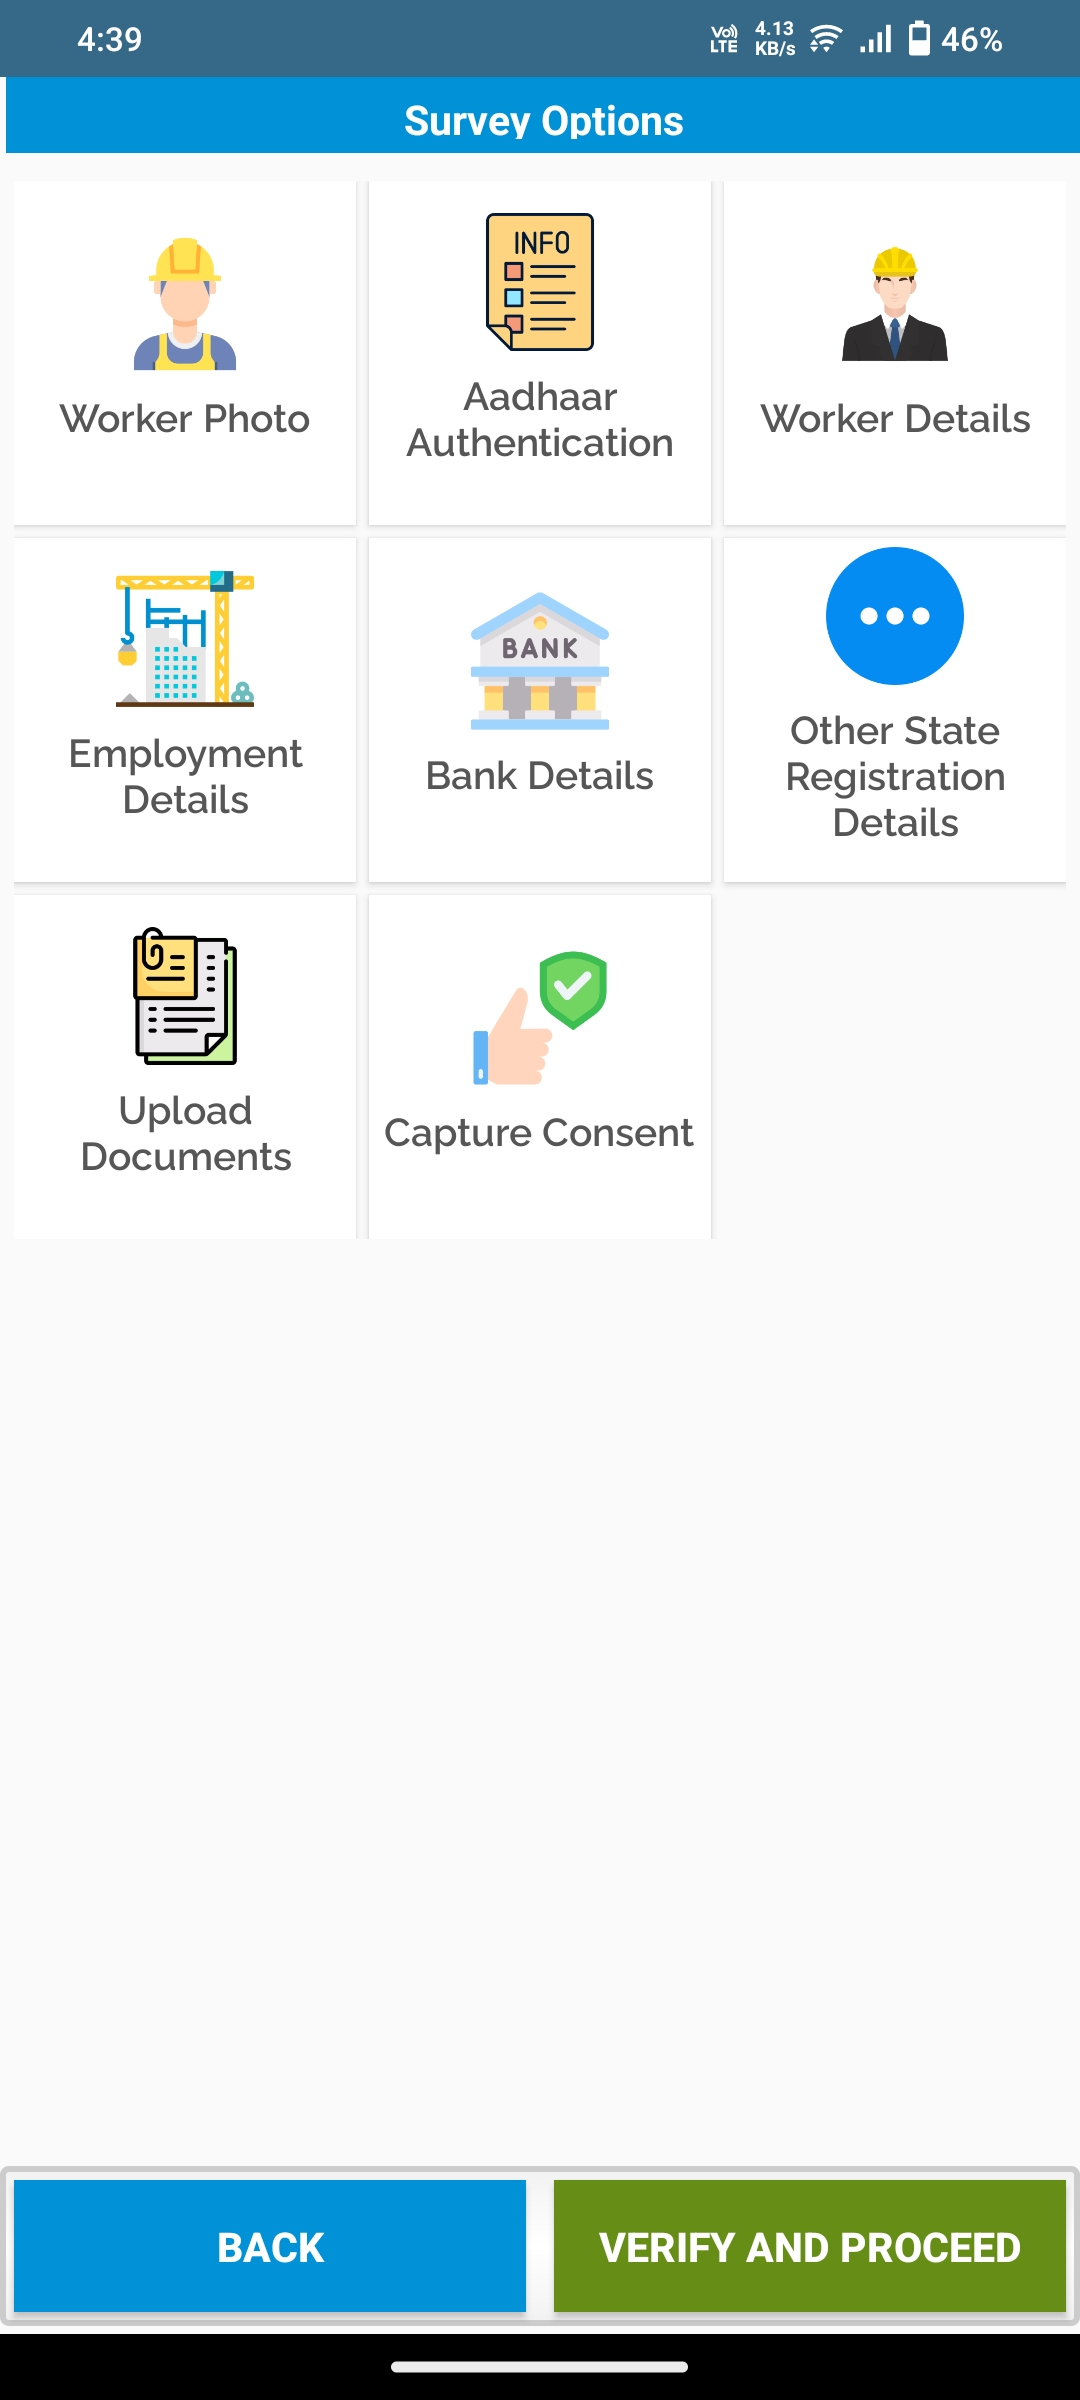 4:39
Vo) LTE 4.13 KB/s 46%
Survey Options
Worker Photo
INFO
Aadhaar
Authentication
Worker Details
Employment
Details
BANK
Bank Details
Other State
Registration
Details
Upload
Documents
Capture Consent
BACK
VERIFY AND PROCEED